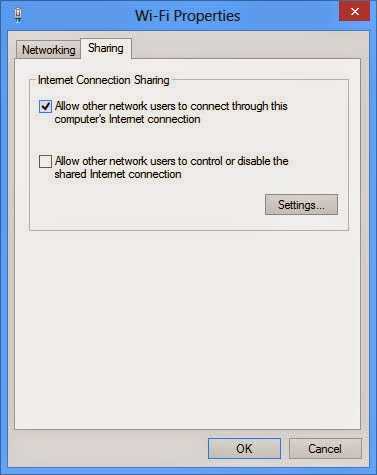 Wi-Fi Properties
Networking
Sharing
Internet Connection Sharing
Allow other network users to connect through this
computer's Internet connection
Allow other network users to control or disable the
shared Internet connection
Settings...
OK
Cancel